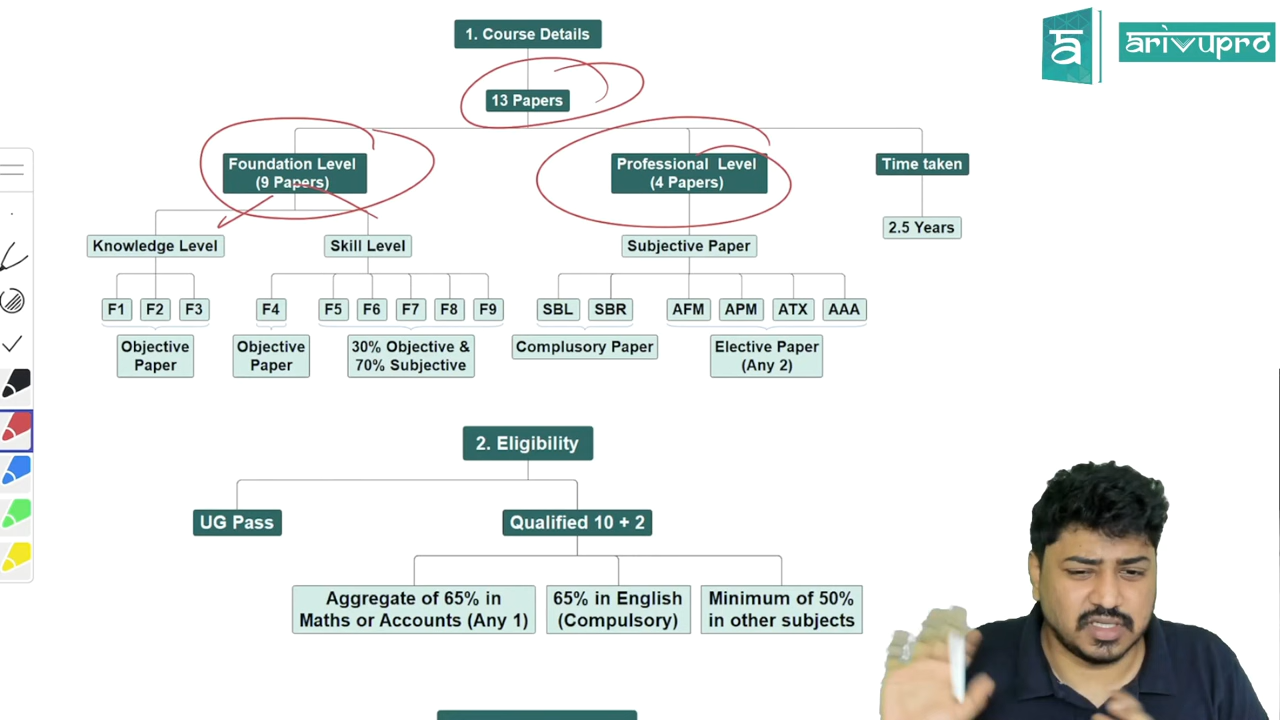 1. Course Details
arivupro
13 Papers
Foundation Level
(9 Papers)
Professional Level
(4 Papers)
Time taken
2.5 Years
Knowledge Level
Skill Level
Subjective Paper
F1
F2
F3
F4
F5
F6
F7
F8
F9
SBL
SBR
AFM
APM
ATX
AAA
Objective
Paper
Objective
Paper
30% Objective &
70% Subjective
Complusory Paper
Elective Paper
(Any 2)
2. Eligibility
UG Pass
Qualified 10 + 2
Aggregate of 65% in
Maths or Accounts (Any 1)
65% in English
(Compulsory)
Minimum of 50%
in other subjects